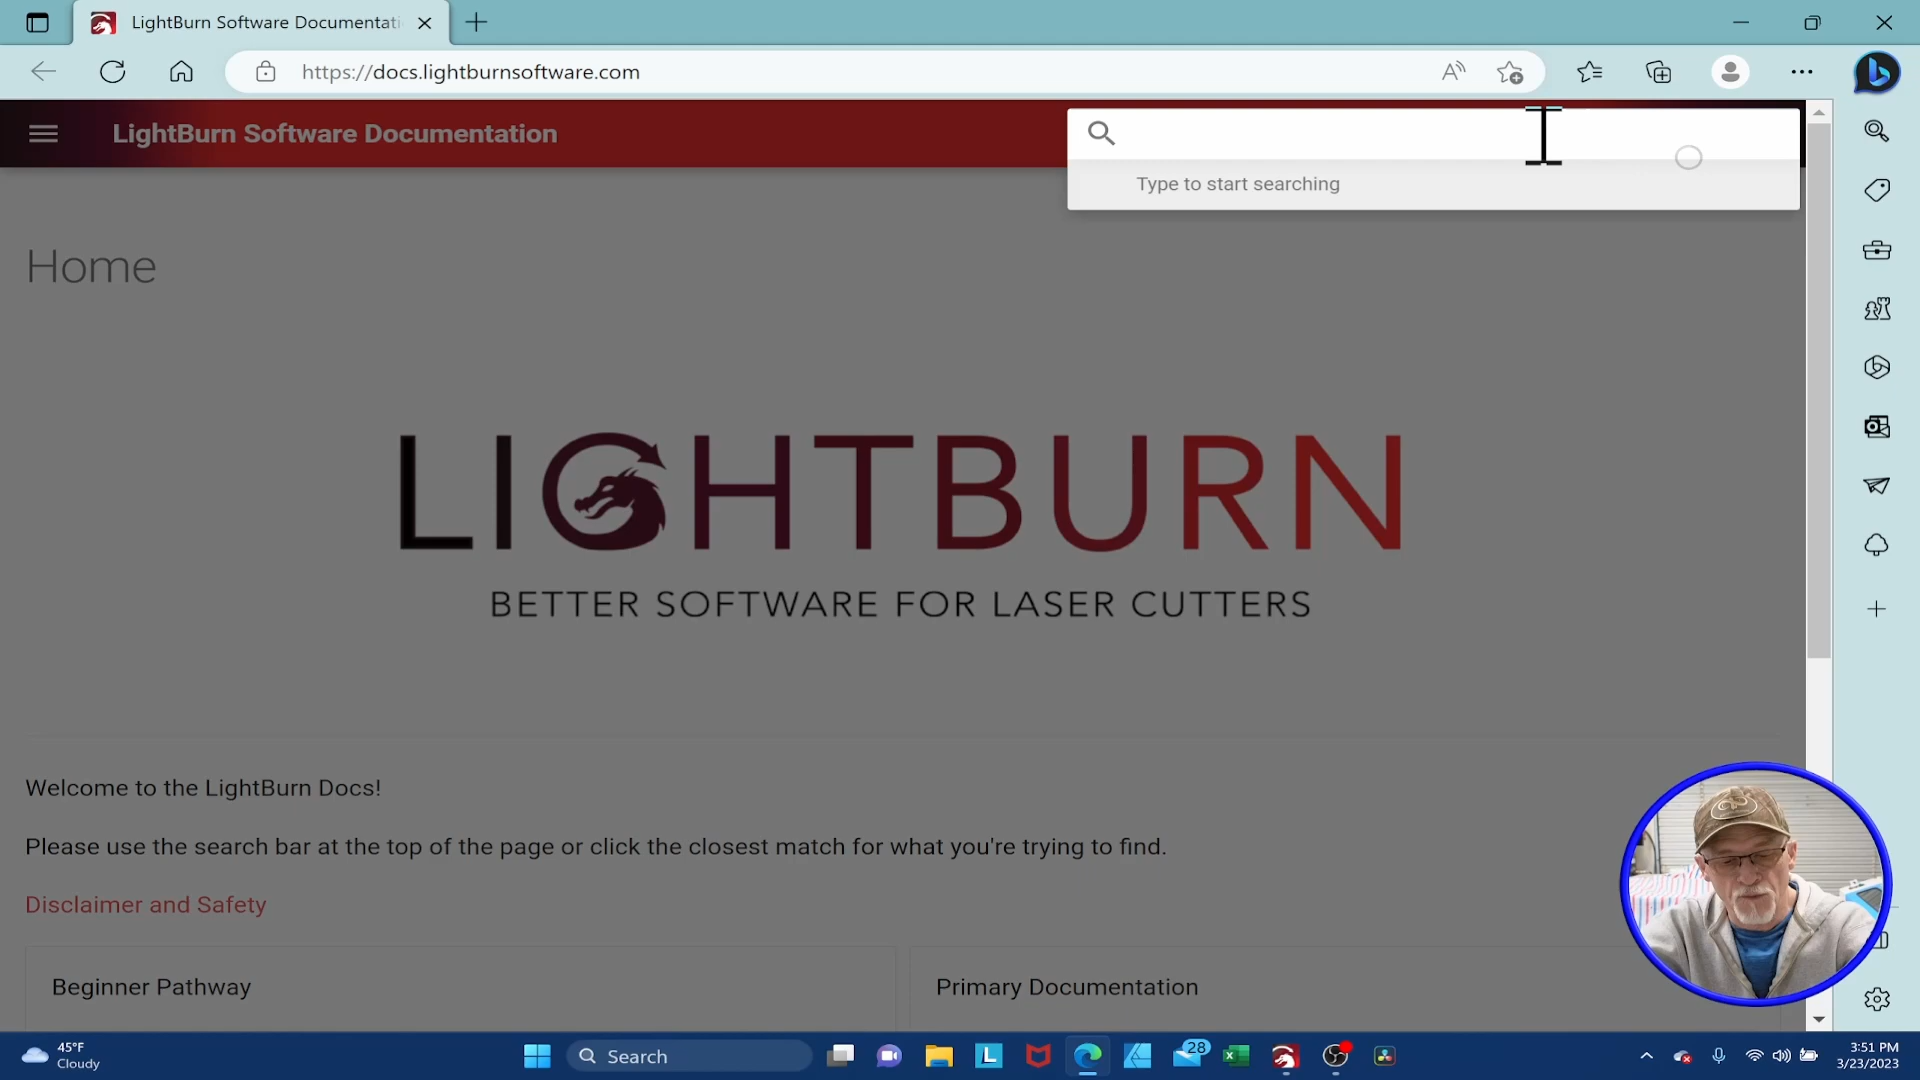 LightBurn Software Documentati
https://docs.lightburnsoftware.com
LightBurn Software Documentation
Type to start searching
Home
LIGHTBURN
BETTER SOFTWARE FOR LASER CUTTERS
Welcome to the LightBurn Docs!
Please use the search bar at the top of the page or click the closest match for what you're trying to find.
Disclaimer and Safety
Beginner Pathway
Primary Documentation
45°F
Cloudy
Search
28
3:51 PM
3/23/2023